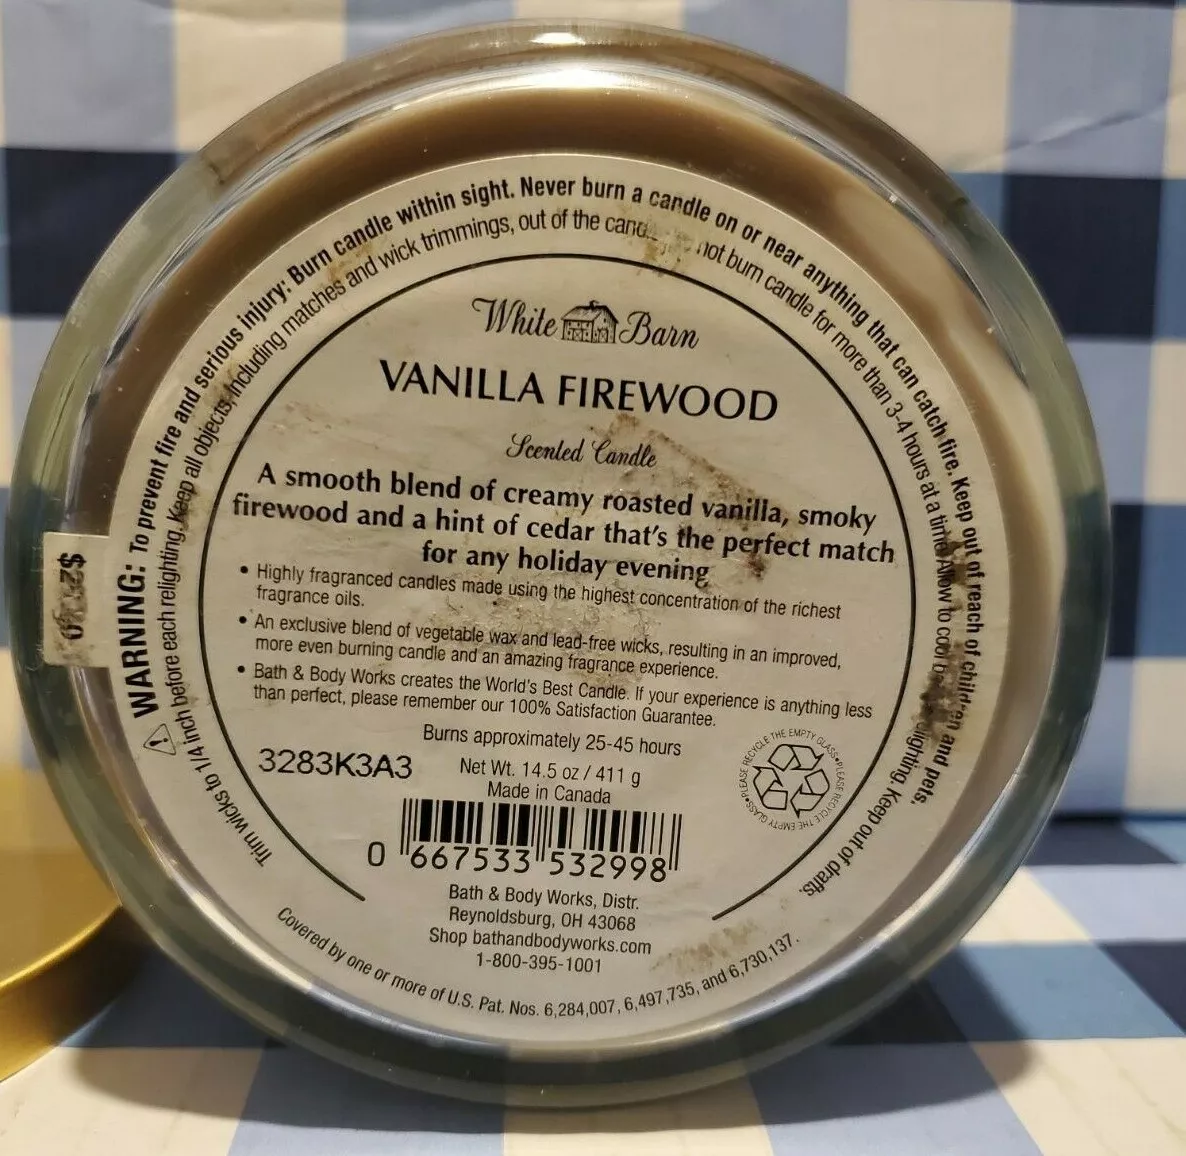 White Barn
VANILLA FIREWOOD
Scented Candle
A smooth blend of creamy roasted vanilla, smoky
firewood and a hint of cedar that's the perfect match
for any holiday evening
• Highly fragranced candles made using the highest concentration of the richest
fragrance oils.
• An exclusive blend of vegetable wax and lead-free wicks, resulting in an improved,
more even burning candle and an amazing fragrance experience.
• Bath & Body Works creates the World's Best Candle. If your experience is anything less
than perfect, please remember our 100% Satisfaction Guarantee.
Burns approximately 25-45 hours
3283K3A3
Net Wt. 14.5 oz / 411 g
Made in Canada
PLEASE RECYCLE THE EMPTY GLASS•PLEASE RECYCLE THE EMPTY GLASS•
0 667533 532998
Bath & Body Works, Distr.
Reynoldsburg, OH 43068
Shop bathandbodyworks.com
1-800-395-1001
WARNING: To prevent fire and serious injury: Burn candle within sight. Never burn a candle on or near anything that can catch fire. Keep out of reach of children and pets.
Trim wicks to 1/4 inch before each relighting. Keep all objects, including matches and wick trimmings, out of the not burn candle for more than 3-4 hours at a time. Allow to cool Keep out of drafts.
Covered by one or more of U.S. Pat. Nos. 6,284,007, 6,497,735, and 6,730,137.